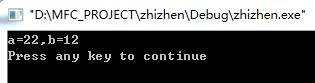 "D:\MFC_PROJECT\zhizhen\Debug\zhizhen.exe"
a=22,b=12
Press any key to continue